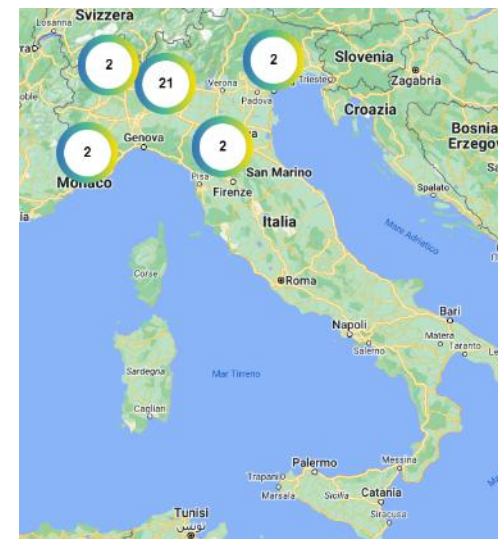 Losanna
Svizzera
2
2
Slovenia
21
Verona
Trieste
Zagabria
Padova
Croazia
Genova
2
2
Bosnia
Erzego
Monaco
Pisa
San Marino
Firenze
Spalato
Italia
Mare Adriatico
Corse
Roma
Bari
Napoli
Matera
Salerno
Taranto
Sardegna
Mar Tirreno
Cagliari
Palermo
Messina
Trapani
Marsala
Sicilia
Catania
Siracusa
Tunisi
تونس